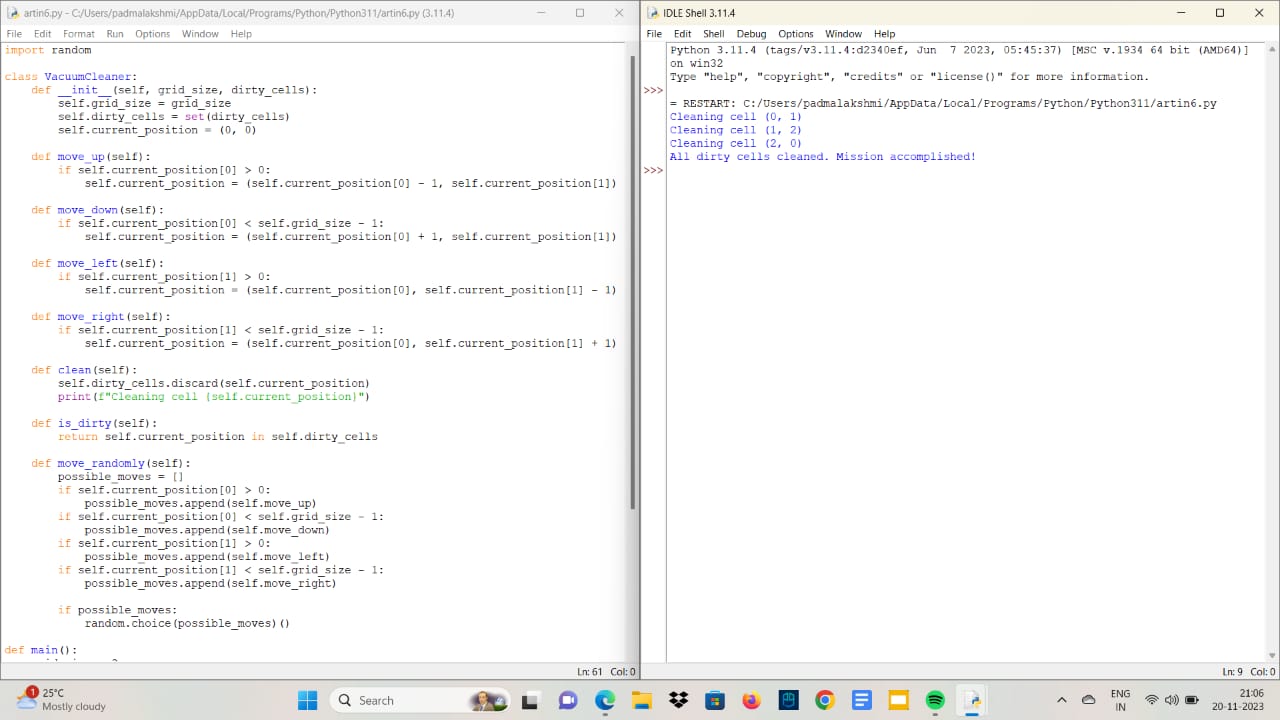 artin6.py - C:/Users/padmalakshmi/AppData/Local/Programs/Python/Python311/artin6.py (3.11.4)
File Edit Format Run Options Window Help
import random
class VacuumCleaner:
    def __init__(self, grid_size, dirty_cells):
        self.grid_size = grid_size
        self.dirty_cells = set(dirty_cells)
        self.current_position = (0, 0)
    def move_up(self):
        if self.current_position[0] > 0:
            self.current_position = (self.current_position[0] - 1, self.current_position[1])
    def move_down(self):
        if self.current_position[0] < self.grid_size - 1:
            self.current_position = (self.current_position[0] + 1, self.current_position[1])
    def move_left(self):
        if self.current_position[1] > 0:
            self.current_position = (self.current_position[0], self.current_position[1] - 1)
    def move_right(self):
        if self.current_position[1] < self.grid_size - 1:
            self.current_position = (self.current_position[0], self.current_position[1] + 1)
    def clean(self):
        self.dirty_cells.discard(self.current_position)
        print(f"Cleaning cell {self.current_position}")
    def is_dirty(self):
        return self.current_position in self.dirty_cells
    def move_randomly(self):
        possible_moves = []
        if self.current_position[0] > 0:
            possible_moves.append(self.move_up)
        if self.current_position[0] < self.grid_size - 1:
            possible_moves.append(self.move_down)
        if self.current_position[1] > 0:
            possible_moves.append(self.move_left)
        if self.current_position[1] < self.grid_size - 1:
            possible_moves.append(self.move_right)
        if possible_moves:
            random.choice(possible_moves)()
def main():
Ln: 61 Col: 0
IDLE Shell 3.11.4
File Edit Shell Debug Options Window Help
Python 3.11.4 (tags/v3.11.4:d2340ef, Jun  7 2023, 05:45:37) [MSC v.1934 64 bit (AMD64)]
on win32
Type "help", "copyright", "credits" or "license()" for more information.
>>>
= RESTART: C:/Users/padmalakshmi/AppData/Local/Programs/Python/Python311/artin6.py
Cleaning cell (0, 1)
Cleaning cell (1, 2)
Cleaning cell (2, 0)
All dirty cells cleaned. Mission accomplished!
>>>
Ln: 9 Col: 0
1
25°C
Mostly cloudy
Search
ENG
IN
21:06
20-11-2023